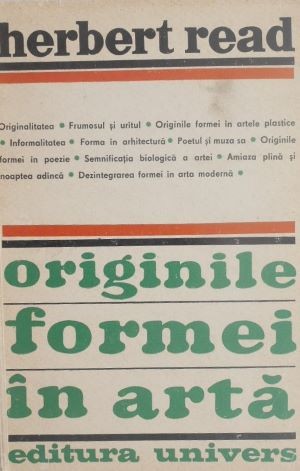 herbert read
Originalitatea ● Frumosul și urîtul ● Originile formei în artele plastice
● Informalitatea ● Forma în arhitectură ● Poetul și muza sa ● Originile
formei în poezie ● Semnificația biologică a artei ● Amiaza plină și
noaptea adîncă ● Dezintegrarea formei în arta modernă ●
originile
formei
în artă
editura univers